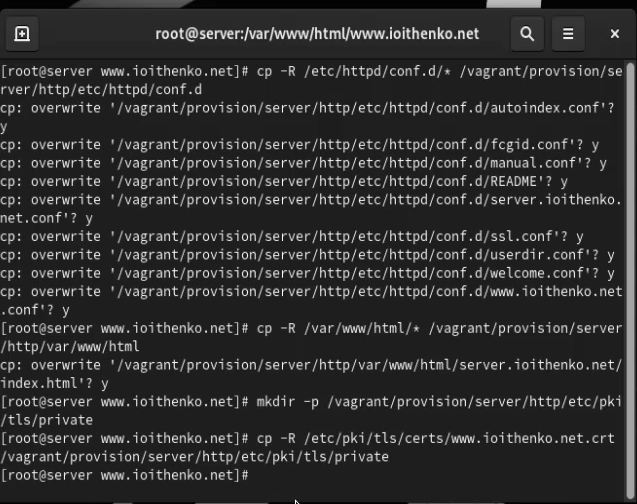 root@server:/var/www/html/www.ioithenko.net
[root@server www.ioithenko.net]# cp -R /etc/httpd/conf.d/* /vagrant/provision/se
rver/http/etc/httpd/conf.d
cp: overwrite '/vagrant/provision/server/http/etc/httpd/conf.d/autoindex.conf'?
y
cp: overwrite '/vagrant/provision/server/http/etc/httpd/conf.d/fcgid.conf'? y
cp: overwrite '/vagrant/provision/server/http/etc/httpd/conf.d/manual.conf'? y
cp: overwrite '/vagrant/provision/server/http/etc/httpd/conf.d/README'? y
cp: overwrite '/vagrant/provision/server/http/etc/httpd/conf.d/server.ioithenko.
net.conf'? y
cp: overwrite '/vagrant/provision/server/http/etc/httpd/conf.d/ssl.conf'? y
cp: overwrite '/vagrant/provision/server/http/etc/httpd/conf.d/userdir.conf'? y
cp: overwrite '/vagrant/provision/server/http/etc/httpd/conf.d/welcome.conf'? y
cp: overwrite '/vagrant/provision/server/http/etc/httpd/conf.d/www.ioithenko.net
.conf'? y
[root@server www.ioithenko.net]# cp -R /var/www/html/* /vagrant/provision/server
/http/var/www/html
cp: overwrite '/vagrant/provision/server/http/var/www/html/server.ioithenko.net/
index.html'? y
[root@server www.ioithenko.net]# mkdir -p /vagrant/provision/server/http/etc/pki
/tls/private
[root@server www.ioithenko.net]# cp -R /etc/pki/tls/certs/www.ioithenko.net.crt
/vagrant/provision/server/http/etc/pki/tls/private
[root@server www.ioithenko.net]#